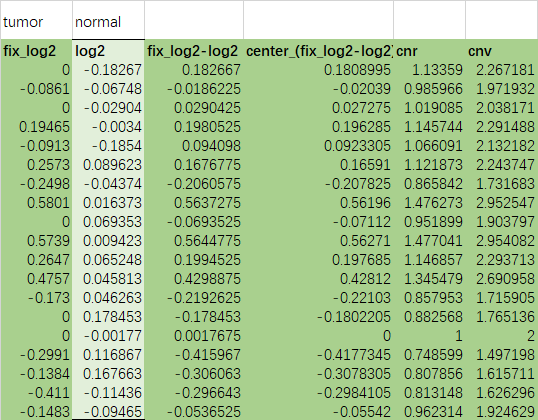 tumor normal
fix_log2 log2 fix_log2-log2 center_(fix_log2-log2) cnr cnv
0 -0.18267 0.182667 0.1808995 1.13359 2.267181
-0.0861 -0.06748 -0.0186225 -0.02039 0.985966 1.971932
0 -0.02904 0.0290425 0.027275 1.019085 2.038171
0.19465 -0.0034 0.1980525 0.196285 1.145744 2.291488
-0.0913 -0.1854 0.094098 0.0923305 1.066091 2.132182
0.2573 0.089623 0.1676775 0.16591 1.121873 2.243747
-0.2498 -0.04374 -0.2060575 -0.207825 0.865842 1.731683
0.5801 0.016373 0.5637275 0.56196 1.476273 2.952547
0 0.069353 -0.0693525 -0.07112 0.951899 1.903797
0.5739 0.009423 0.5644775 0.56271 1.477041 2.954082
0.2647 0.065248 0.1994525 0.197685 1.146857 2.293713
0.4757 0.045813 0.4298875 0.42812 1.345479 2.690958
-0.173 0.046263 -0.2192625 -0.22103 0.857953 1.715905
0 0.178453 -0.178453 -0.1802205 0.882568 1.765136
0 -0.00177 0.0017675 0 1 2
-0.2991 0.116867 -0.415967 -0.4177345 0.748599 1.497198
-0.1384 0.167663 -0.306063 -0.3078305 0.807856 1.615711
-0.411 -0.11436 -0.296643 -0.2984105 0.813148 1.626296
-0.1483 -0.09465 -0.0536525 -0.05542 0.962314 1.924629